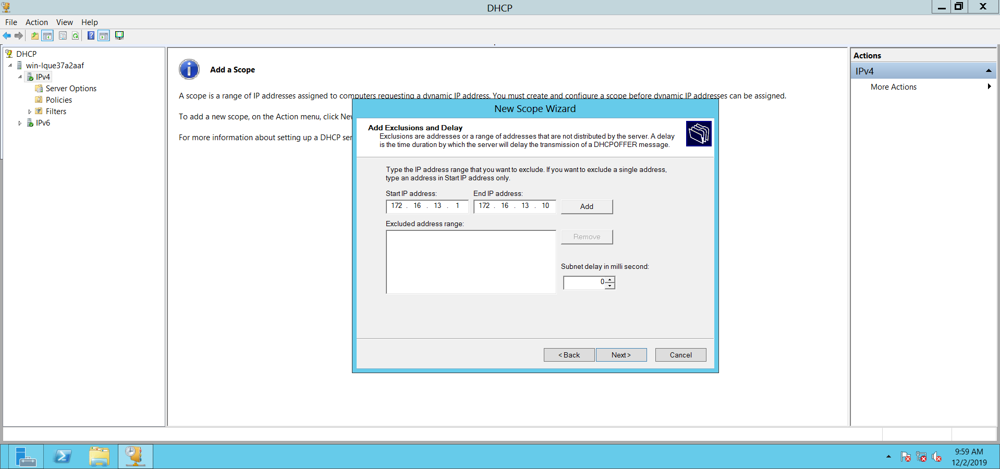 DHCP
File Action View Help
DHCP
win-lque37a2aaf
IPv4
Server Options
Policies
Filters
IPv6
Add a Scope
A scope is a range of IP addresses assigned to computers requesting a dynamic IP address. You must create and configure a scope before dynamic IP addresses can be assigned.
To add a new scope, on the Action menu, click New
For more information about setting up a DHCP ser
New Scope Wizard
Add Exclusions and Delay
Exclusions are addresses or a range of addresses that are not distributed by the server. A delay
is the time duration by which the server will delay the transmission of a DHCPOFFER message.
Type the IP address range that you want to exclude. If you want to exclude a single address,
type an address in Start IP address only.
Start IP address: End IP address:
172 . 16 . 13 . 1 172 . 16 . 13 . 10 Add
Excluded address range:
Remove
Subnet delay in milli second:
0
< Back Next > Cancel
Actions
IPv4
More Actions
9:59 AM
12/2/2019